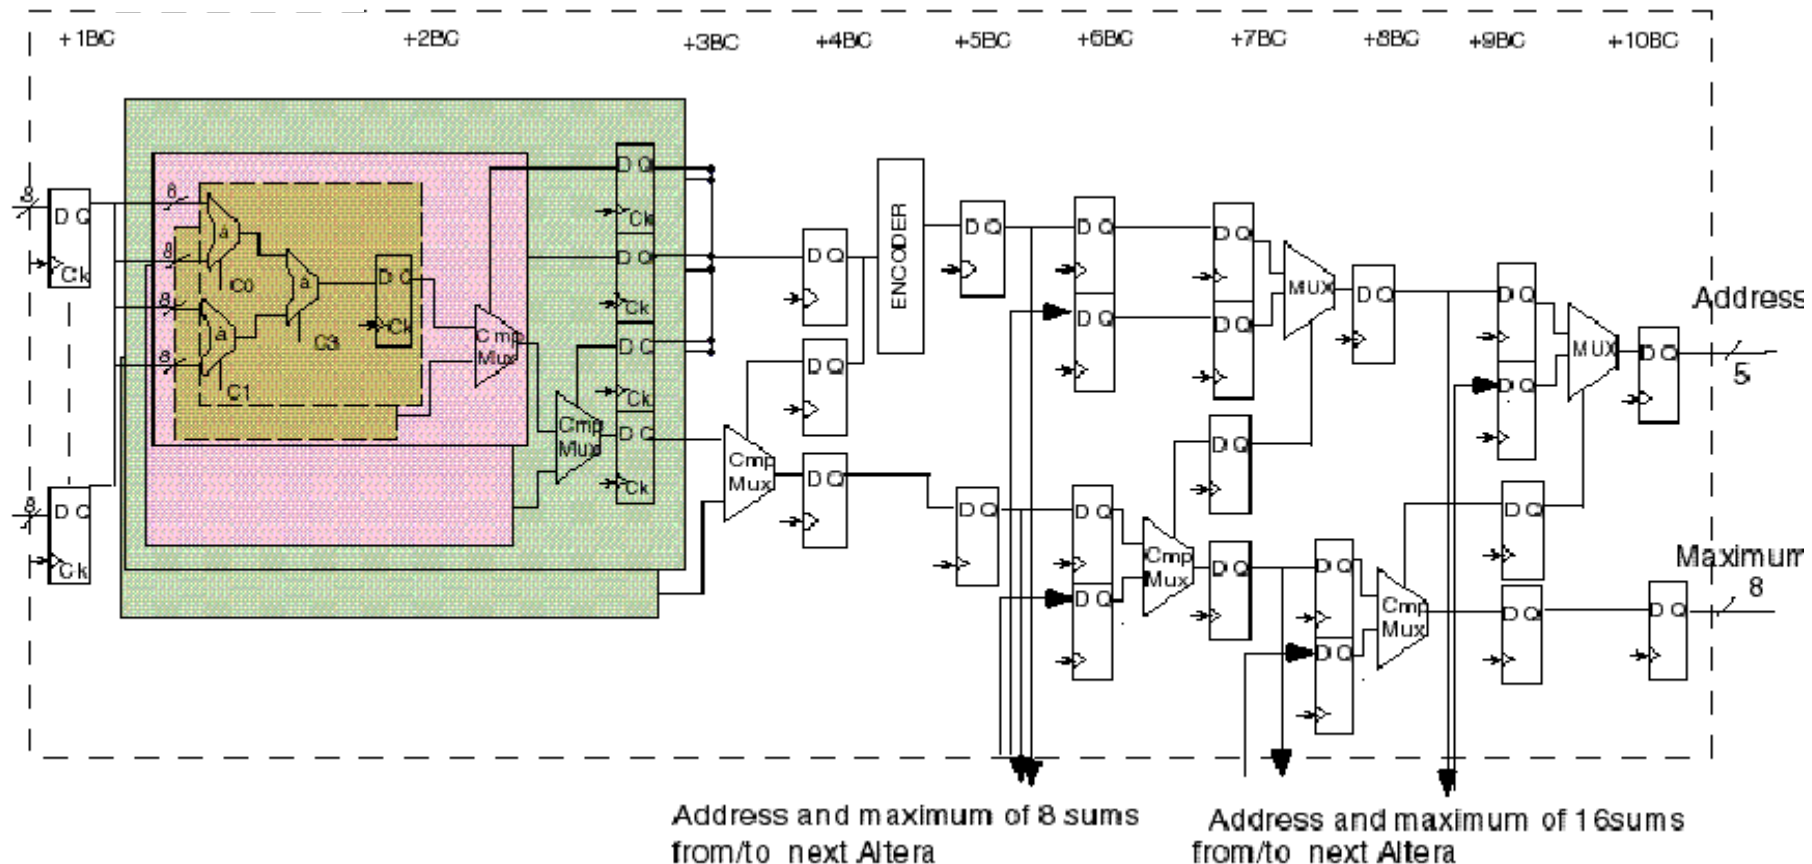 +1BC +2BC +3BC +4BC +5BC +6BC +7BC +8BC +9BC +10BC
8 D Q Ck
8 D Q Ck
8 8 8 8
a a a
C0 C1 C3
D C Ck
Cmp Mux
Cmp Mux
D Q Ck
D Q Ck
D C Ck
D C Ck
Cmp Mux
D Q
D Q
D Q
ENCODER
D Q
D Q
D Q
D Q
D Q
D Q
Cmp Mux
D Q
D Q
D Q
D Q
MUX
D Q
D Q
D Q
Cmp Mux
D Q
D Q
D Q
D Q
MUX
D Q
D Q
Address
5
Maximum
8
Address and maximum of 8 sums
from/to next Altera
Address and maximum of 16sums
from/to next Altera